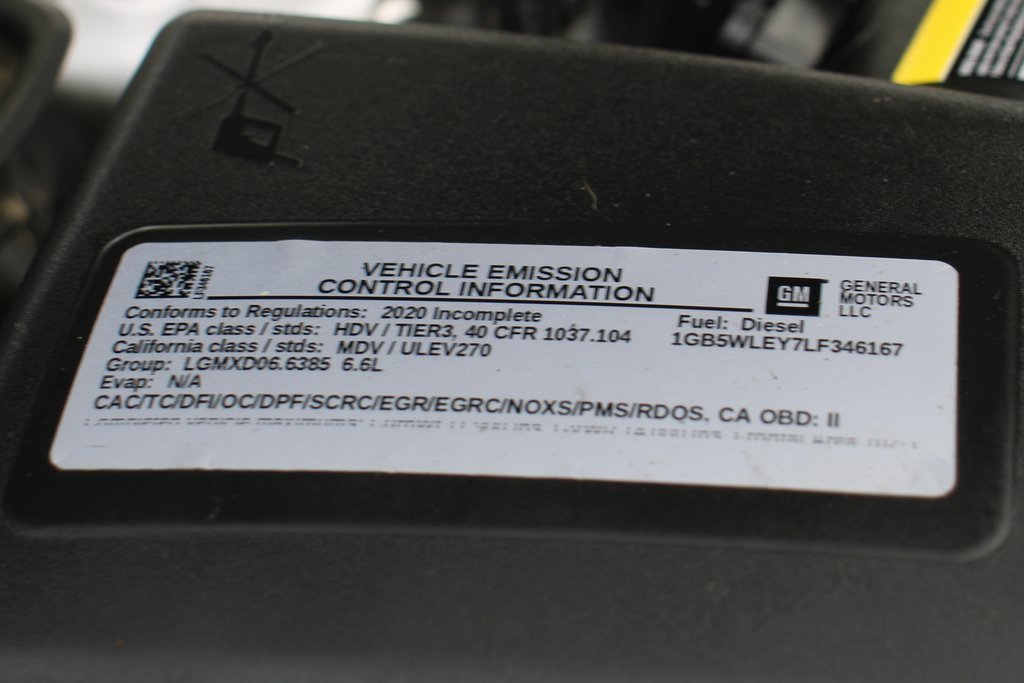 VEHICLE EMISSION
CONTROL INFORMATION
GM
GENERAL
MOTORS
LLC
Conforms to Regulations: 2020 Incomplete
Fuel: Diesel
U.S. EPA class / stds: HDV / TIER3, 40 CFR 1037.104
1GB5WLEY7LF346167
California class / stds: MDV / ULEV270
Group: LGMXD06.6385 6.6L
Evap: N/A
CAC/TC/DFI/OC/DPF/SCRC/EGR/EGRC/NOXS/PMS/RDQS. CA OBD: II